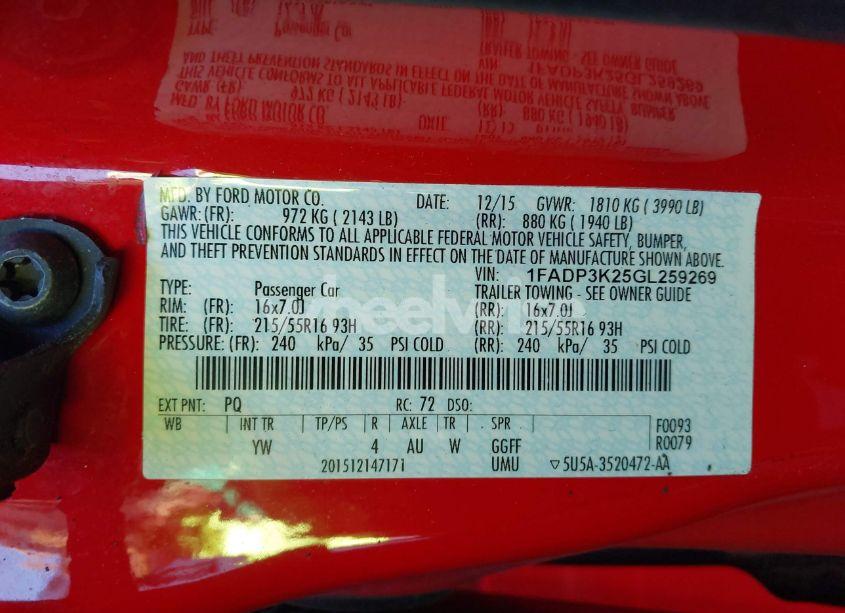 MFD. BY FORD MOTOR CO. DATE: 12/15 GVWR: 1810 KG ( 3990 LB)
GAWR: (FR): 972 KG ( 2143 LB) (RR): 880 KG ( 1940 LB)
THIS VEHICLE CONFORMS TO ALL APPLICABLE FEDERAL MOTOR VEHICLE SAFETY, BUMPER,
AND THEFT PREVENTION STANDARDS IN EFFECT ON THE DATE OF MANUFACTURE SHOWN ABOVE.
VIN: 1FADP3K25GL259269
TYPE: Passenger Car TRAILER TOWING - SEE OWNER GUIDE
RIM: (FR): 16x7.0J (RR): 16x7.0J
TIRE: (FR): 215/55R16 93H (RR): 215/55R16 93H
PRESSURE: (FR): 240 kPa/ 35 PSI COLD (RR): 240 kPa/ 35 PSI COLD
EXT PNT: PQ RC: 72 DSO:
WB INT TR TP/PS R AXLE TR SPR F0093
YW 4 AU W GGFF R0079
201512147171 UMU ▽5U5A-3520472-AA